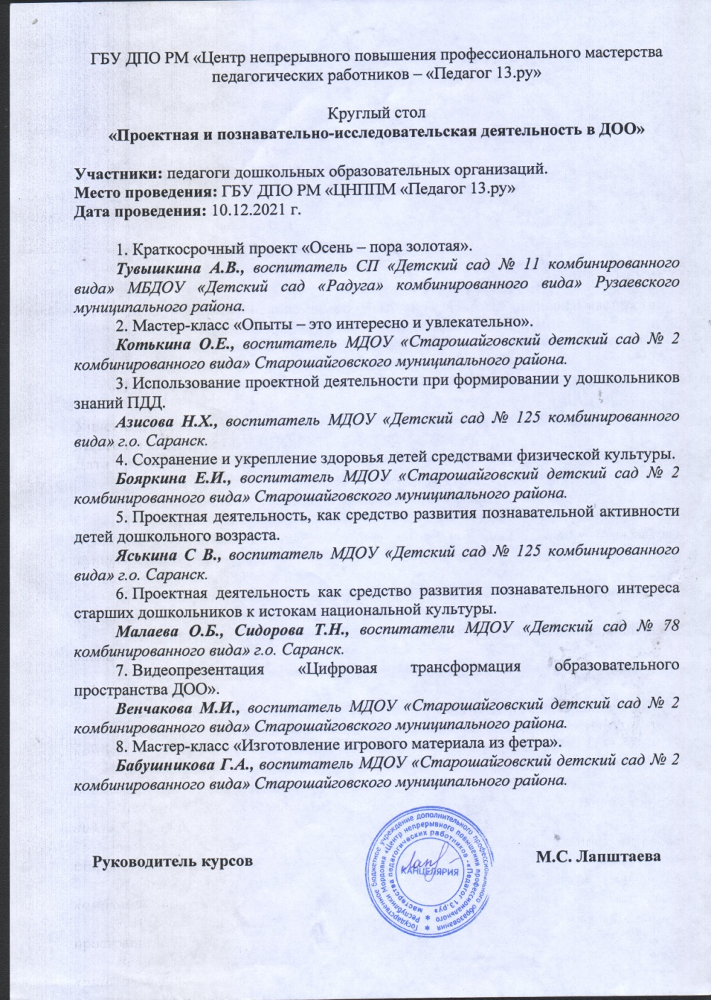 ГБУ ДПО РМ «Центр непрерывного повышения профессионального мастерства
педагогических работников – «Педагог 13.ру»
Круглый стол
«Проектная и познавательно-исследовательская деятельность в ДОО»
Участники: педагоги дошкольных образовательных организаций.
Место проведения: ГБУ ДПО РМ «ЦНППМ «Педагог 13.ру»
Дата проведения: 10.12.2021 г.
1. Краткосрочный проект «Осень – пора золотая».
Тувышкина А.В., воспитатель СП «Детский сад № 11 комбинированного
вида» МБДОУ «Детский сад «Радуга» комбинированного вида» Рузаевского
муниципального района.
2. Мастер-класс «Опыты – это интересно и увлекательно».
Котькина О.Е., воспитатель МДОУ «Старошайговский детский сад № 2
комбинированного вида» Старошайговского муниципального района.
3. Использование проектной деятельности при формировании у дошкольников
знаний ПДД.
Азисова Н.Х., воспитатель МДОУ «Детский сад № 125 комбинированного
вида» г.о. Саранск.
4. Сохранение и укрепление здоровья детей средствами физической культуры.
Бояркина Е.И., воспитатель МДОУ «Старошайговский детский сад № 2
комбинированного вида» Старошайговского муниципального района.
5. Проектная деятельность, как средство развития познавательной активности
детей дошкольного возраста.
Яськина С В., воспитатель МДОУ «Детский сад № 125 комбинированного
вида» г.о. Саранск.
6. Проектная деятельность как средство развития познавательного интереса
старших дошкольников к истокам национальной культуры.
Малаева О.Б., Сидорова Т.Н., воспитатели МДОУ «Детский сад № 78
комбинированного вида» г.о. Саранск.
7. Видеопрезентация «Цифровая трансформация образовательного
пространства ДОО».
Венчакова М.И., воспитатель МДОУ «Старошайговский детский сад № 2
комбинированного вида» Старошайговского муниципального района.
8. Мастер-класс «Изготовление игрового материала из фетра».
Бабушникова Г.А., воспитатель МДОУ «Старошайговский детский сад № 2
комбинированного вида» Старошайговского муниципального района.
Руководитель курсов
М.С. Лапштаева
Государственное бюджетное учреждение дополнительного профессионального образования
Республики Мордовия «Центр непрерывного повышения профессионального
мастерства педагогических работников -«Педагог 13.ру»
КАНЦЕЛЯРИЯ